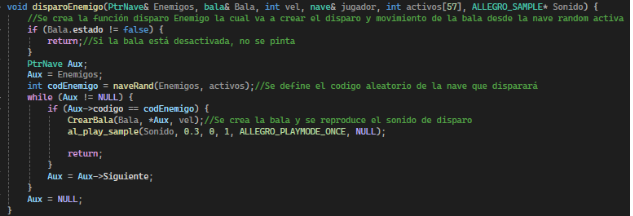 void disparoEnemigo(PtrNave& Enemigos, bala& Bala, int vel, nave& jugador, int activos[57], ALLEGRO_SAMPLE* Sonido) {
//Se crea la función disparo Enemigo la cual va a crear el disparo y movimiento de la bala desde la nave random activa
if (Bala.estado != false) {
return;//Si la bala está desactivada, no se pinta
}
PtrNave Aux;
Aux = Enemigos;
int codEnemigo = naveRand(Enemigos, activos);//Se define el codigo aleatorio de la nave que disparará
while (Aux != NULL) {
if (Aux->codigo == codEnemigo) {
CrearBala(Bala, *Aux, vel);//Se crea la bala y se reproduce el sonido de disparo
al_play_sample(Sonido, 0.3, 0, 1, ALLEGRO_PLAYMODE_ONCE, NULL);
return;
}
Aux = Aux->Siguiente;
}
Aux = NULL;
}